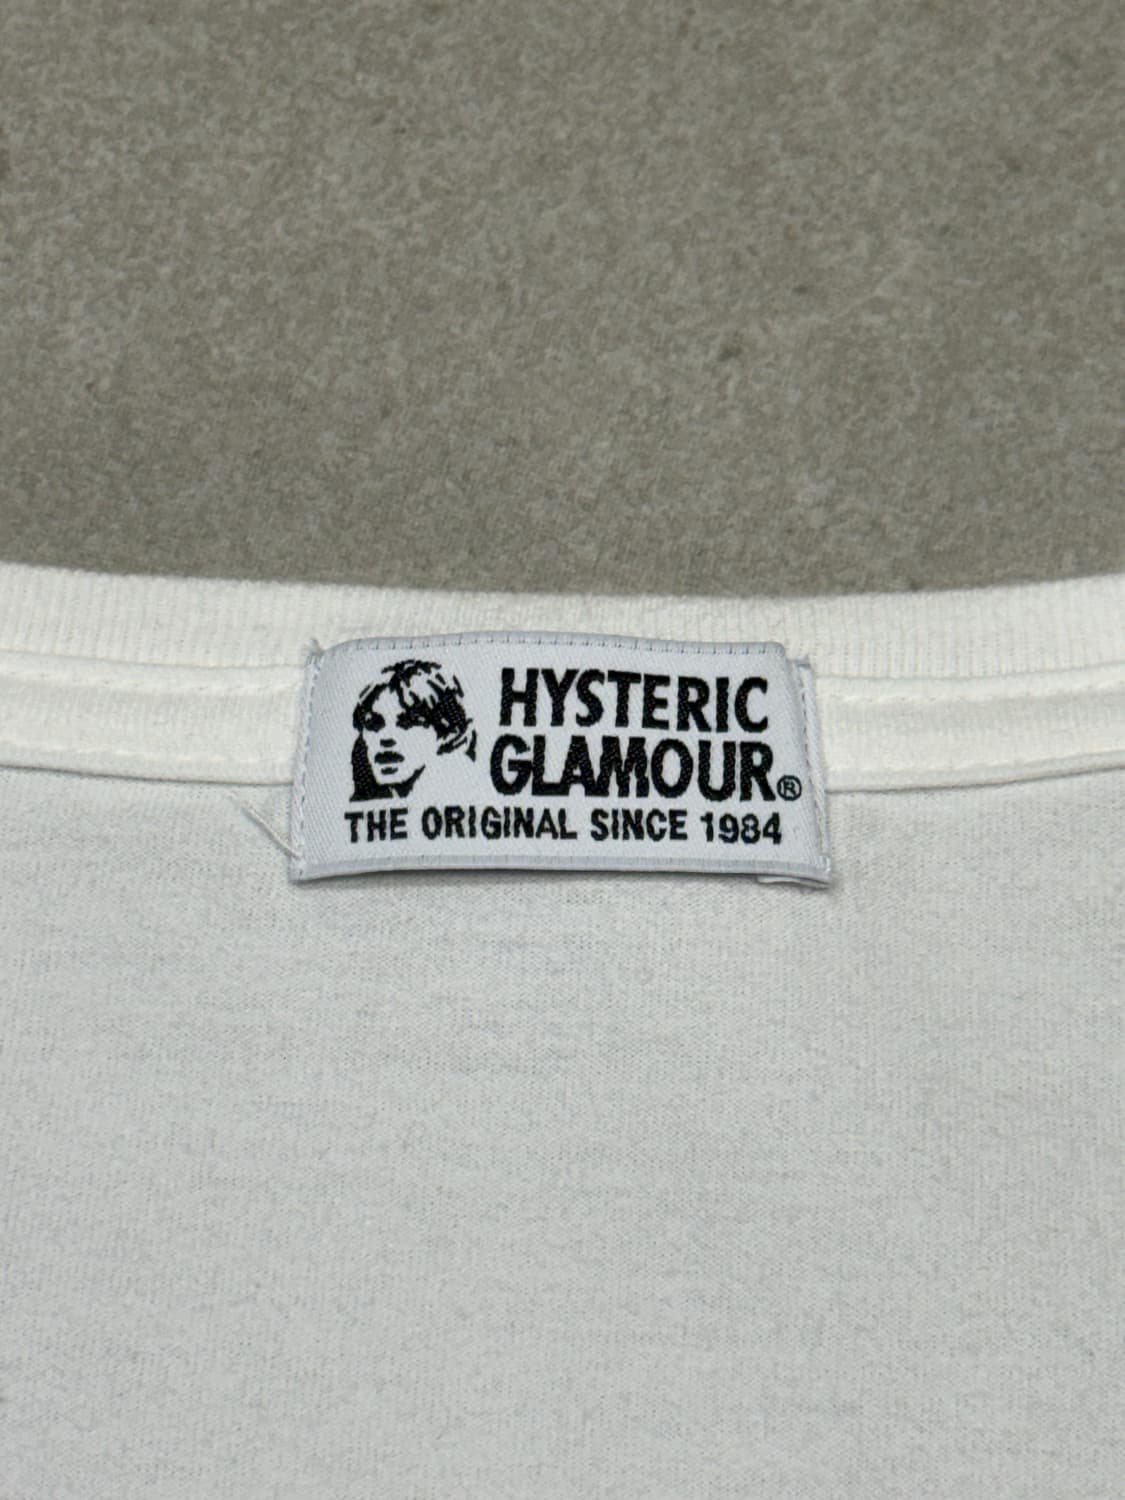 HYSTERIC
GLAMOUR®
THE ORIGINAL SINCE 1984